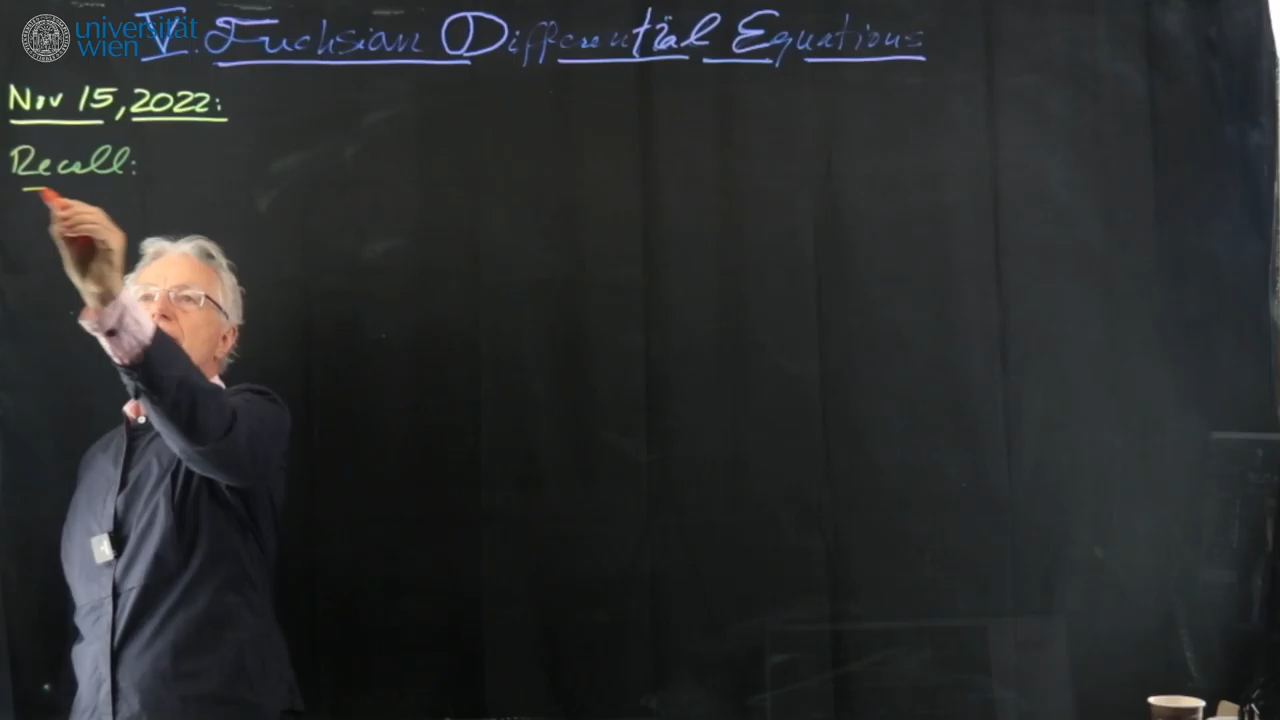 universität
wien
V. Fuchsian Differential Equations
Nov 15, 2022:
Recall: